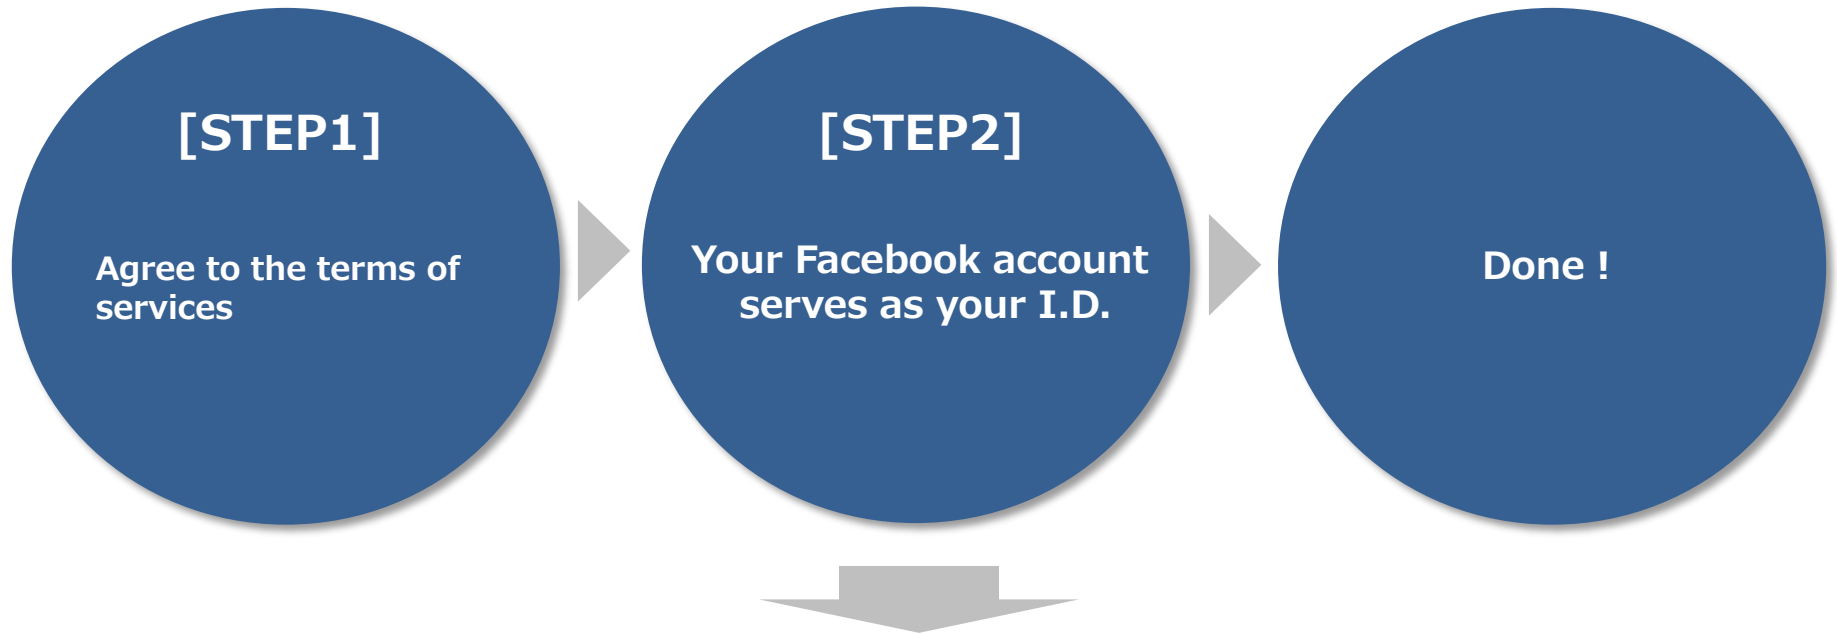 [STEP1]
Agree to the terms of
services
[STEP2]
Your Facebook account
serves as your I.D.
Done !